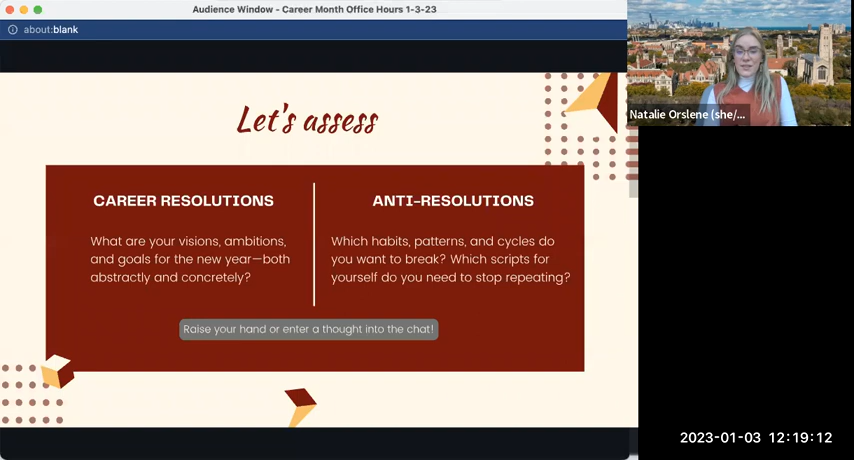 Audience Window - Career Month Office Hours 1-3-23
about:blank
Natalie Orslene (she/...
Let's assess
CAREER RESOLUTIONS
What are your visions, ambitions,
and goals for the new year—both
abstractly and concretely?
ANTI-RESOLUTIONS
Which habits, patterns, and cycles do
you want to break? Which scripts for
yourself do you need to stop repeating?
Raise your hand or enter a thought into the chat!
2023-01-03 12:19:12